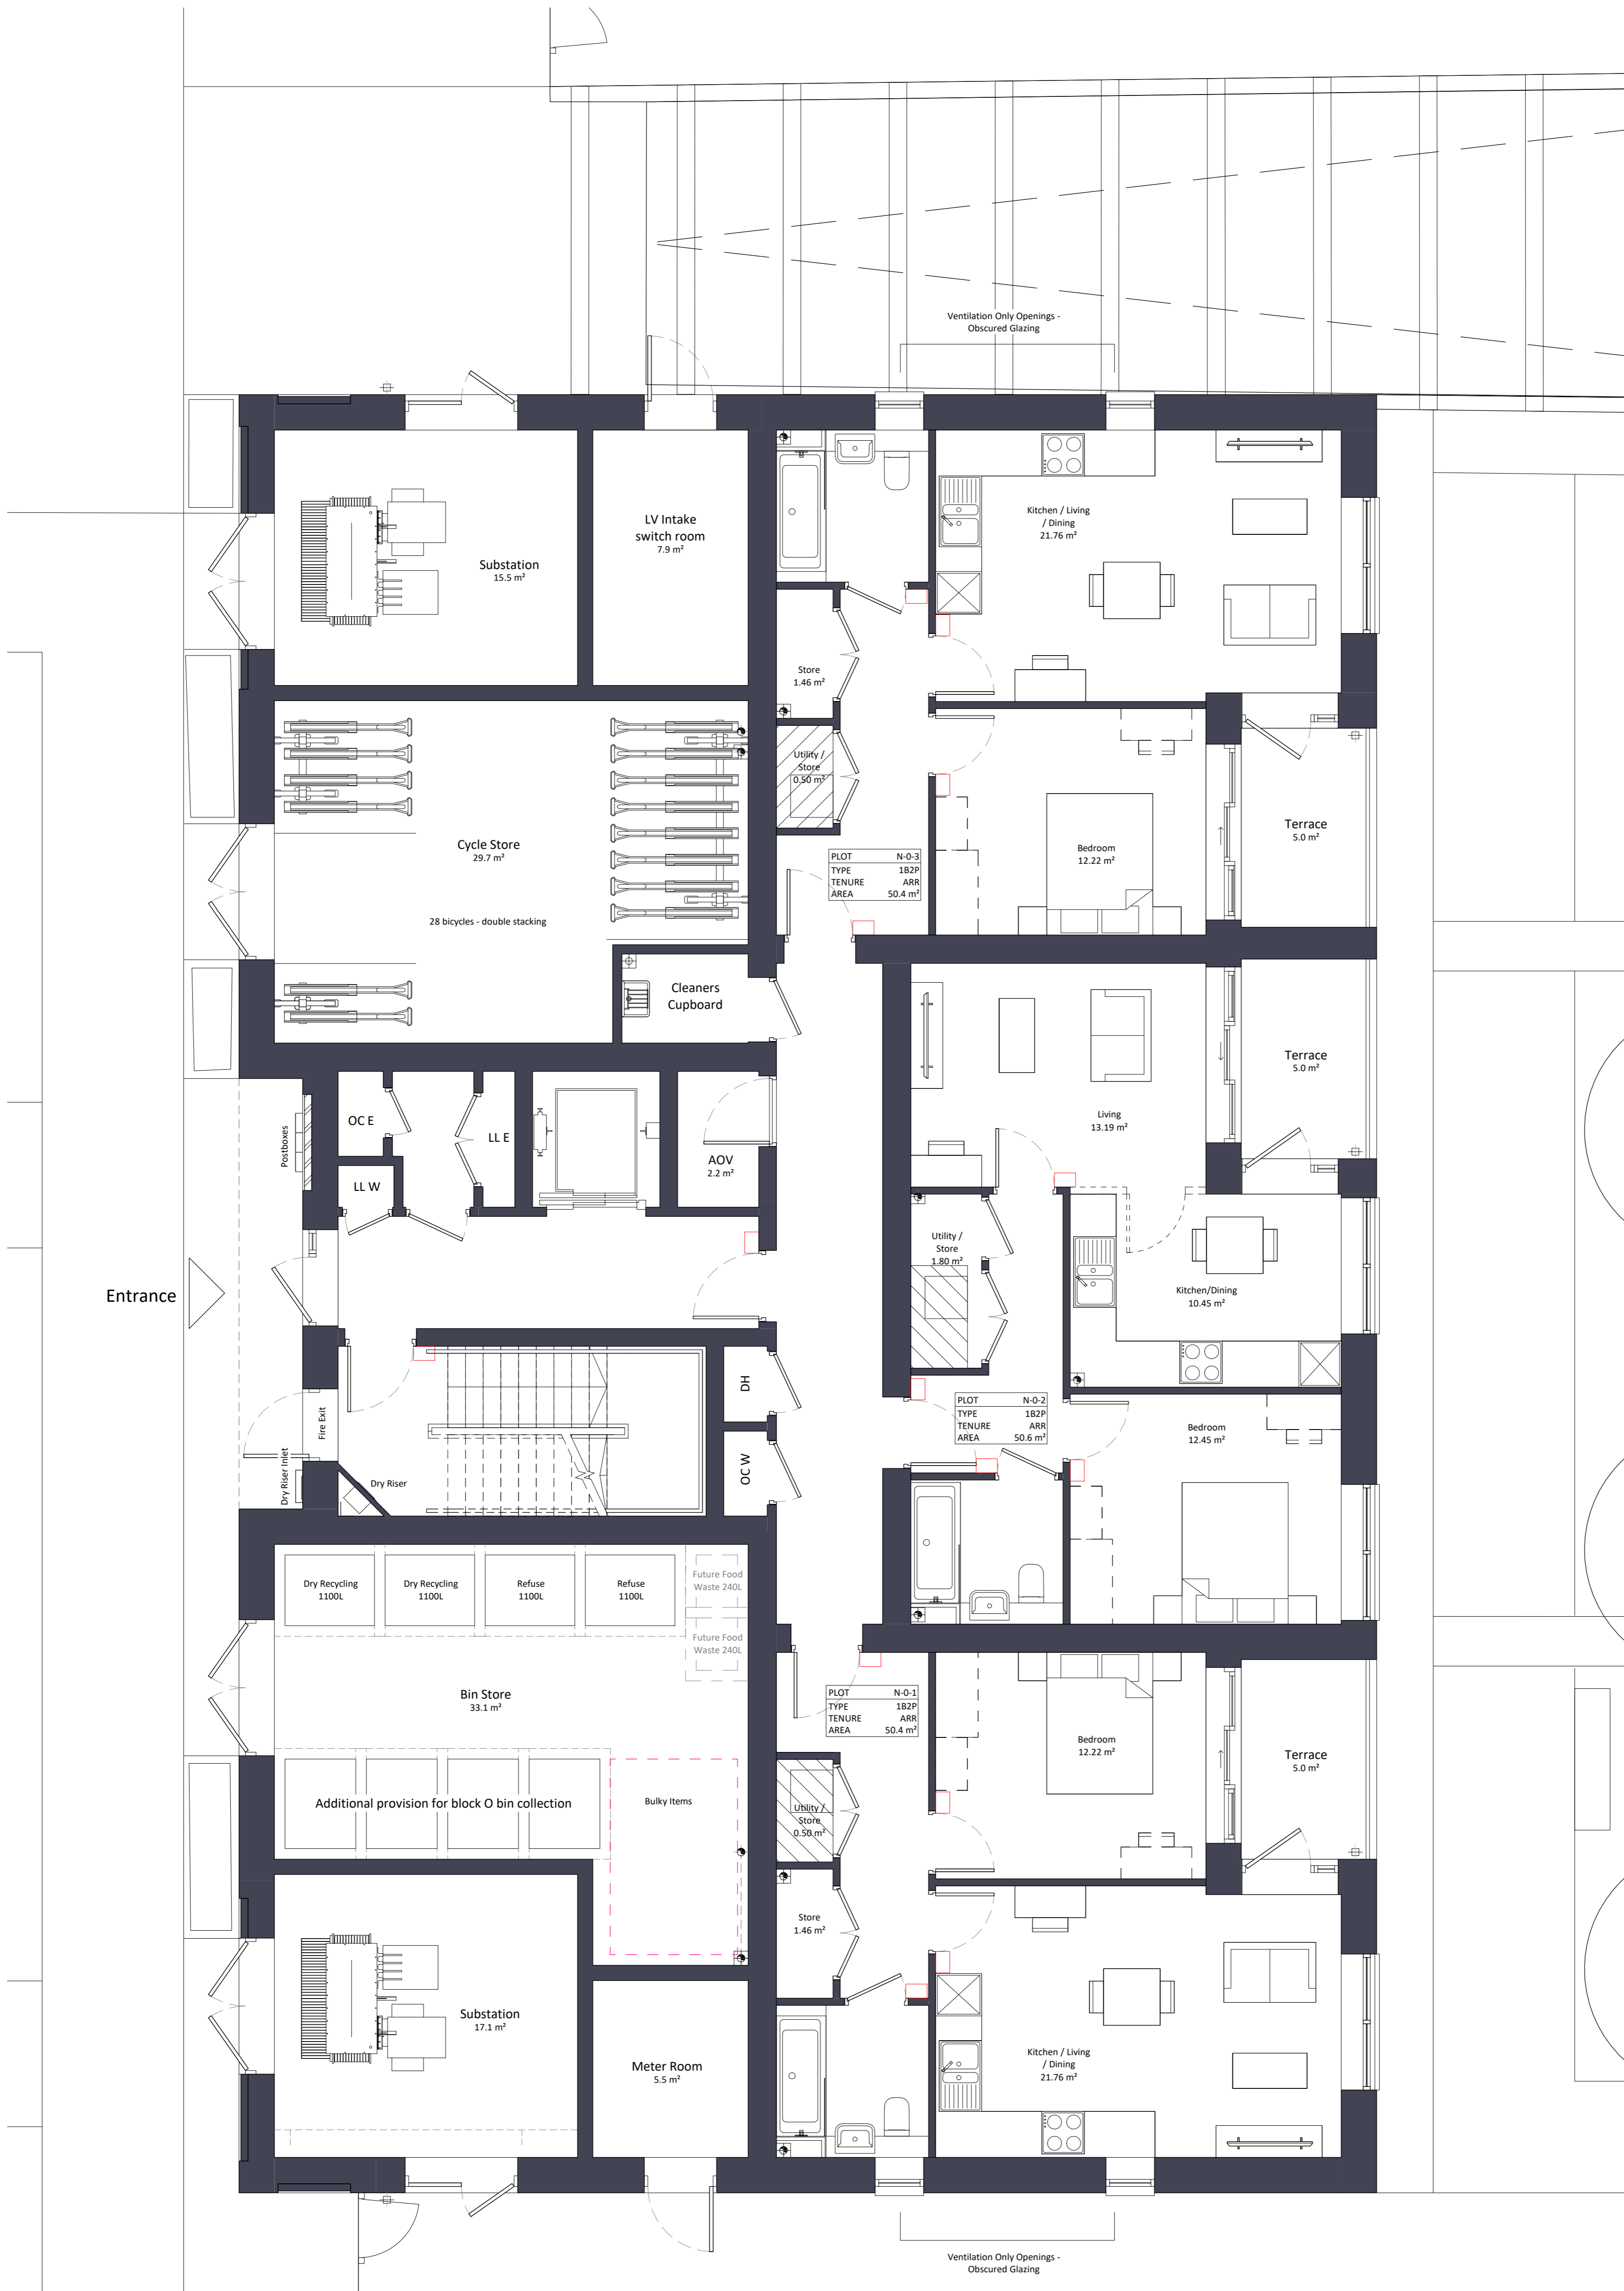 Ventilation Only Openings -
Obscured Glazing
Substation
15.5 m²
LV Intake
switch room
7.9 m²
Kitchen / Living
/ Dining
21.76 m²
Store
1.46 m²
Utility /
Store
0.50 m²
Cycle Store
29.7 m²
28 bicycles - double stacking
PLOT N-0-3
TYPE 1B2P
TENURE ARR
AREA 50.4 m²
Bedroom
12.22 m²
Terrace
5.0 m²
Cleaners
Cupboard
Terrace
5.0 m²
Living
13.19 m²
Postboxes
OC E
LL E
LL W
AOV
2.2 m²
Utility /
Store
1.80 m²
Entrance
Kitchen/Dining
10.45 m²
DH
OC W
Fire Exit
Dry Riser Inlet
Dry Riser
PLOT N-0-2
TYPE 1B2P
TENURE ARR
AREA 50.6 m²
Bedroom
12.45 m²
Dry Recycling
1100L
Dry Recycling
1100L
Refuse
1100L
Refuse
1100L
Future Food
Waste 240L
Future Food
Waste 240L
Bin Store
33.1 m²
PLOT N-0-1
TYPE 1B2P
TENURE ARR
AREA 50.4 m²
Bedroom
12.22 m²
Terrace
5.0 m²
Additional provision for block O bin collection
Bulky Items
Utility /
Store
0.50 m²
Store
1.46 m²
Substation
17.1 m²
Meter Room
5.5 m²
Kitchen / Living
/ Dining
21.76 m²
Ventilation Only Openings -
Obscured Glazing